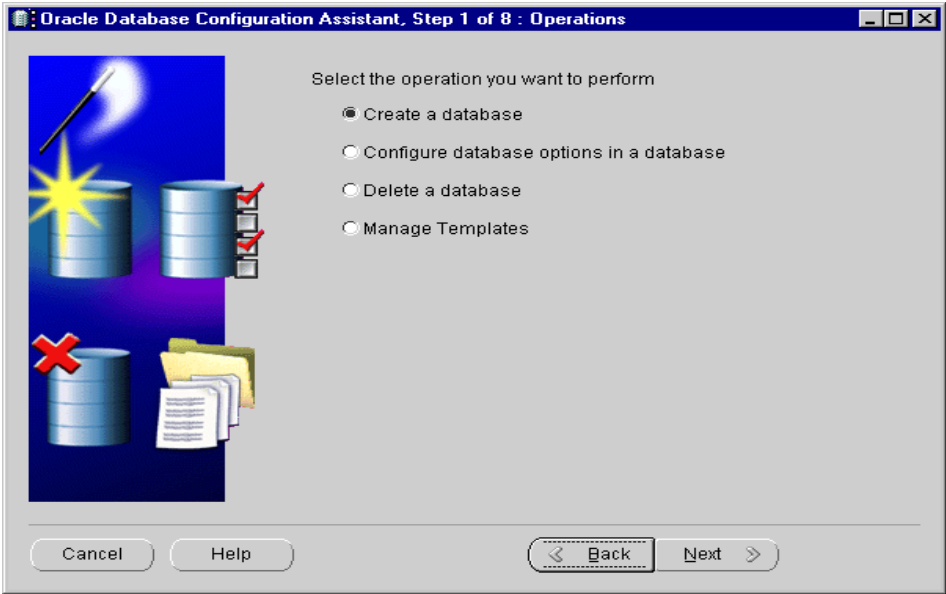 Oracle Database Configuration Assistant, Step 1 of 8 : Operations
Select the operation you want to perform
Create a database
Configure database options in a database
Delete a database
Manage Templates
Cancel
Help
Back
Next